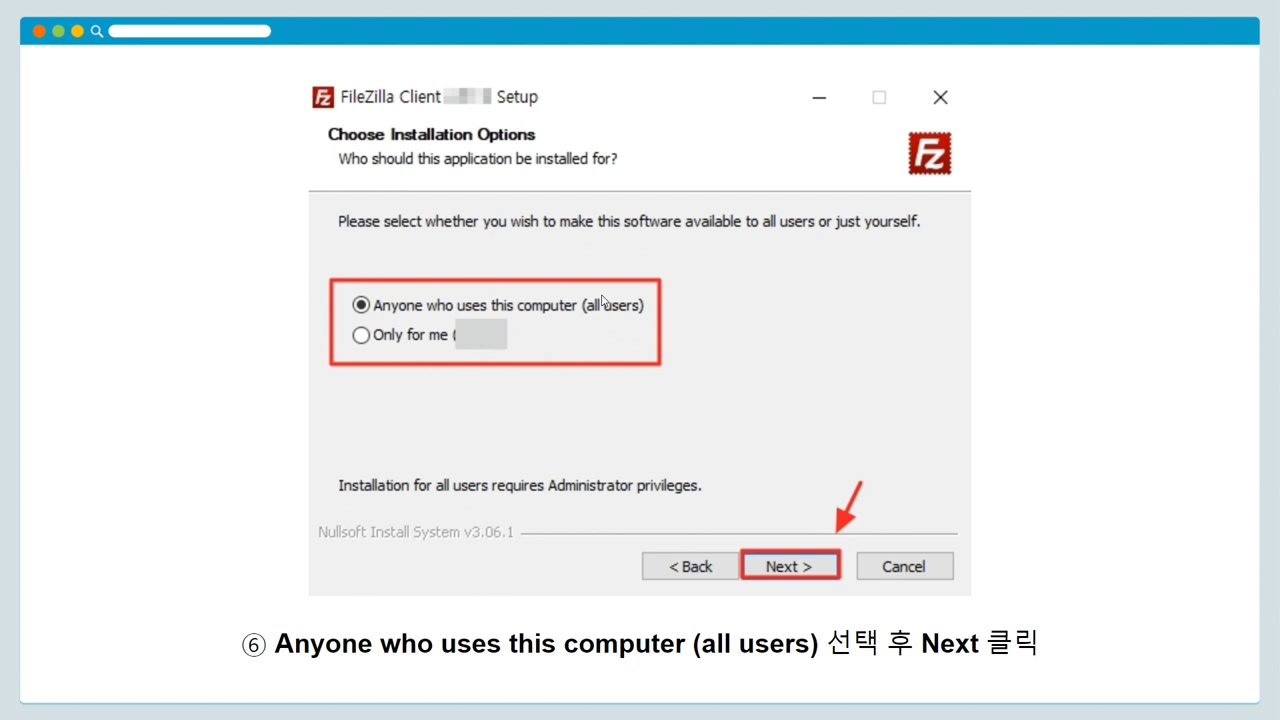 FileZilla Client Setup
Choose Installation Options
Who should this application be installed for?
Fz
Please select whether you wish to make this software available to all users or just yourself.
Anyone who uses this computer (all users)
Only for me (
Installation for all users requires Administrator privileges.
Nullsoft Install System v3.06.1
< Back Next > Cancel
⑥ Anyone who uses this computer (all users) 선택 후 Next 클릭